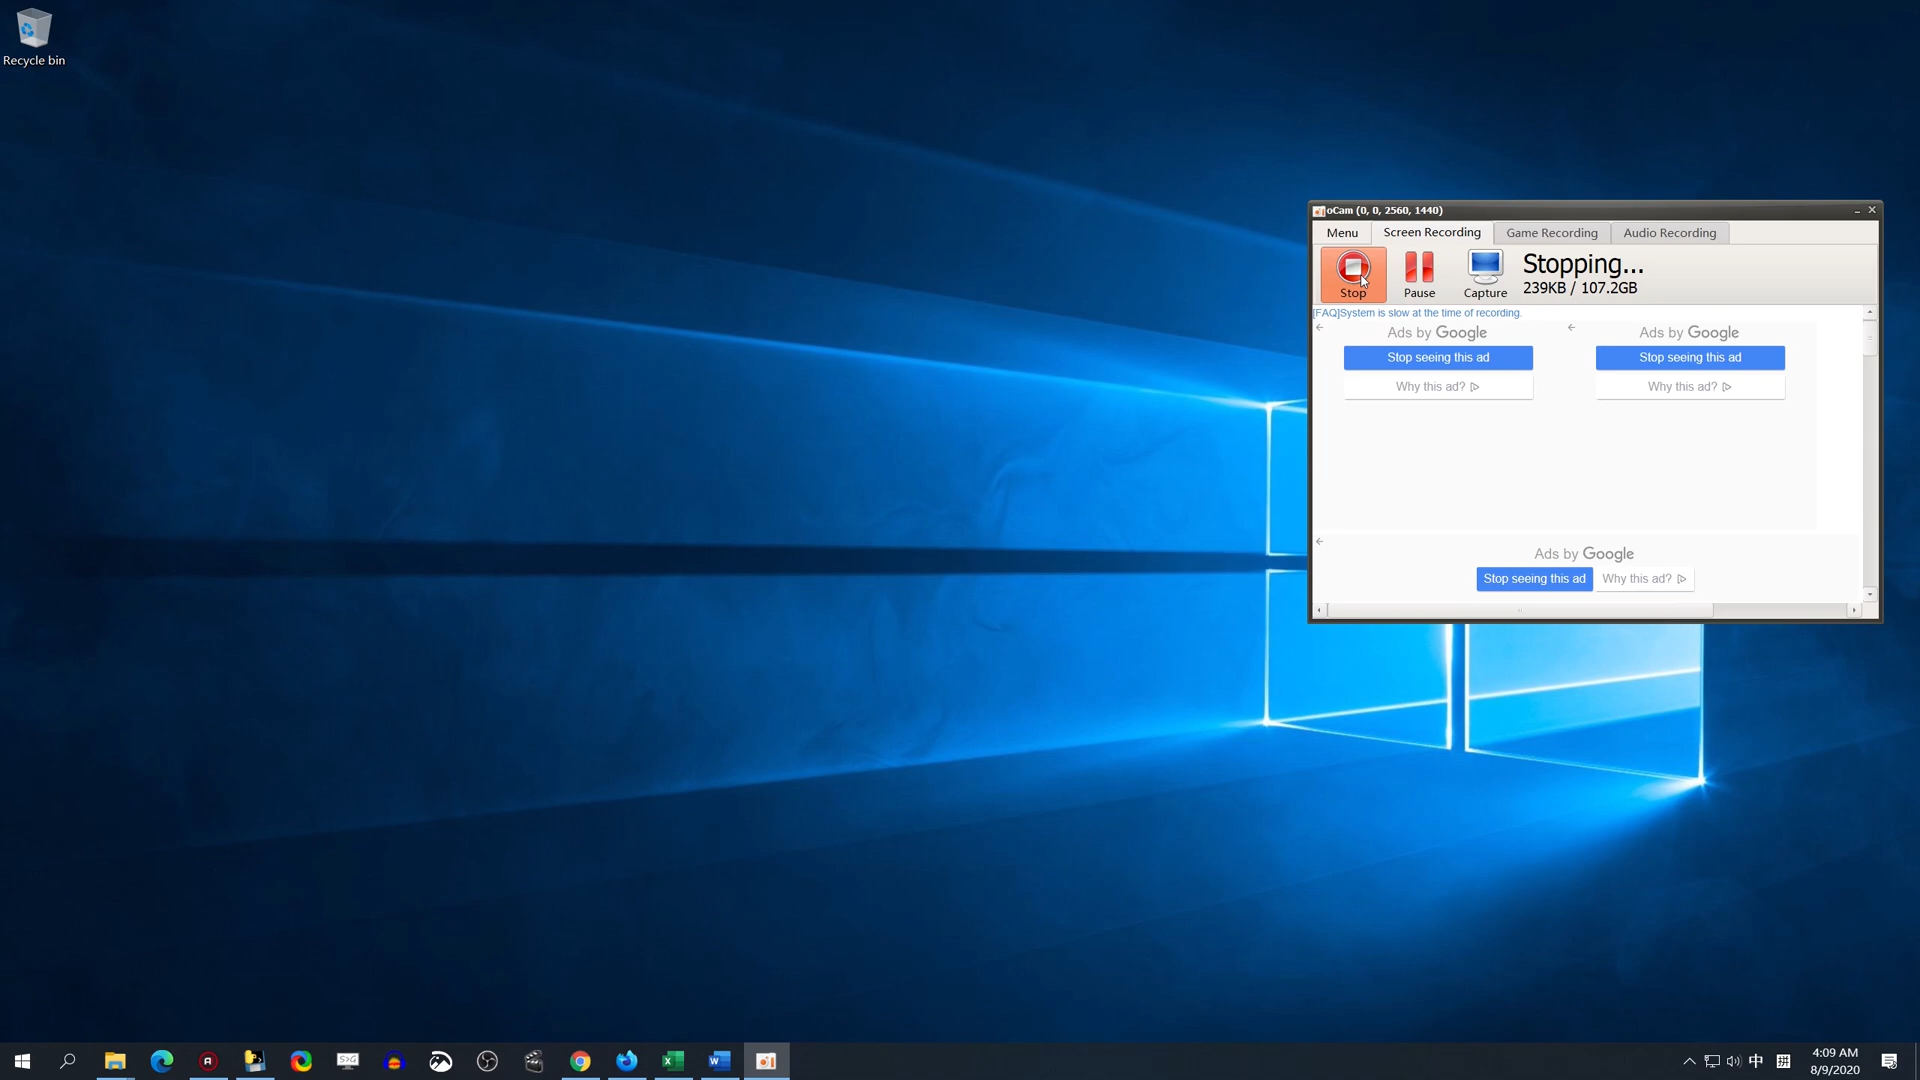 Recycle bin
oCam (0, 0, 2560, 1440)
Menu
Screen Recording
Game Recording
Audio Recording
Stop
Pause
Capture
Stopping...
239KB / 107.2GB
[FAQ]System is slow at the time of recording.
Ads by Google
Stop seeing this ad
Why this ad?
Ads by Google
Stop seeing this ad
Why this ad?
Ads by Google
Stop seeing this ad
Why this ad?
中
拼
4:09 AM
8/9/2020